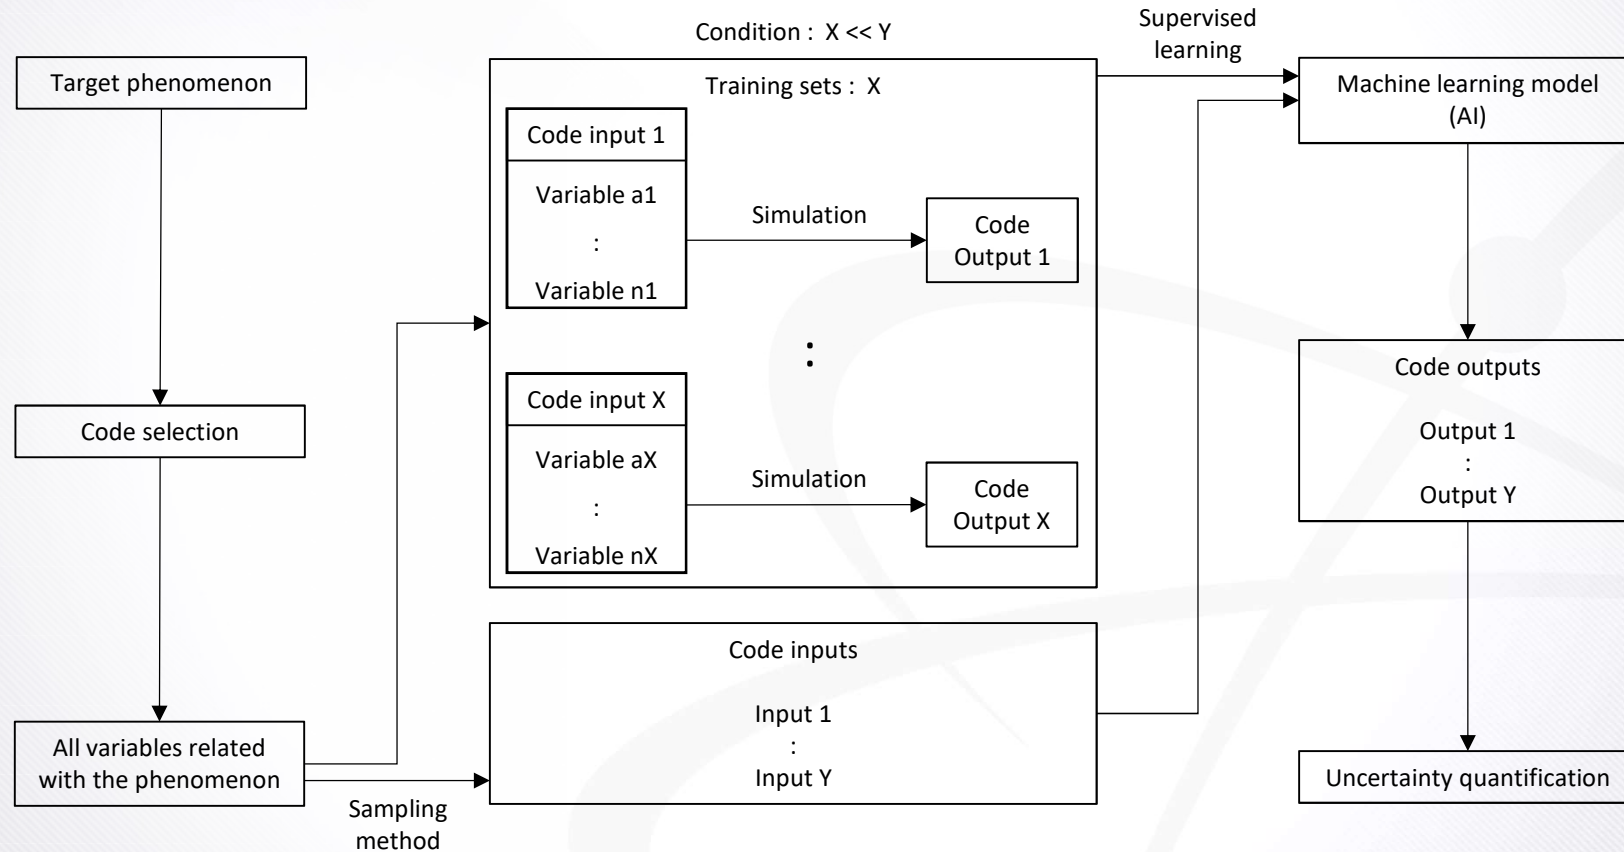 Target phenomenon
Code selection
All variables related
with the phenomenon
Sampling
method
Condition : X << Y
Training sets : X
Code input 1
Variable a1
:
Variable n1
Simulation
Code
Output 1
:
Code input X
Variable aX
:
Variable nX
Simulation
Code
Output X
Code inputs
Input 1
:
Input Y
Supervised
learning
Machine learning model
(AI)
Code outputs
Output 1
:
Output Y
Uncertainty quantification